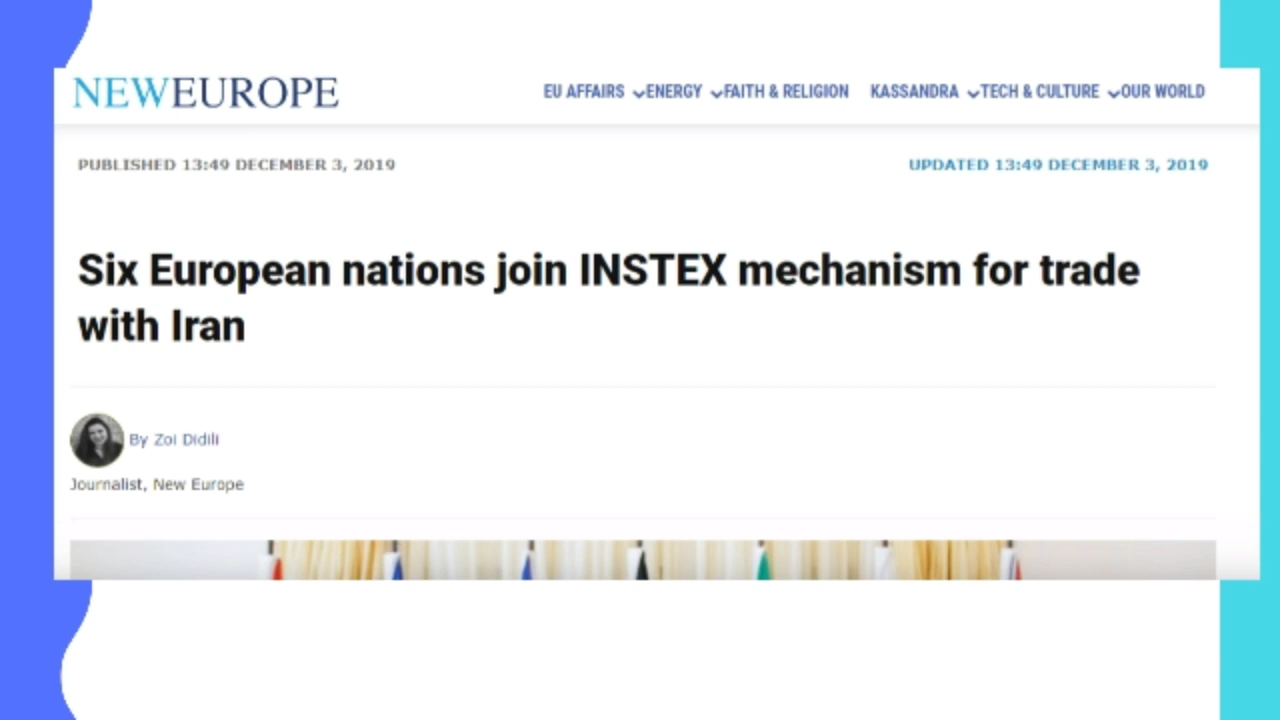 NEWEUROPE
EU AFFAIRS ENERGY FAITH & RELIGION KASSANDRA TECH & CULTURE OUR WORLD
PUBLISHED 13:49 DECEMBER 3, 2019
UPDATED 13:49 DECEMBER 3, 2019
Six European nations join INSTEX mechanism for trade
with Iran
By Zoi Didili
Journalist, New Europe